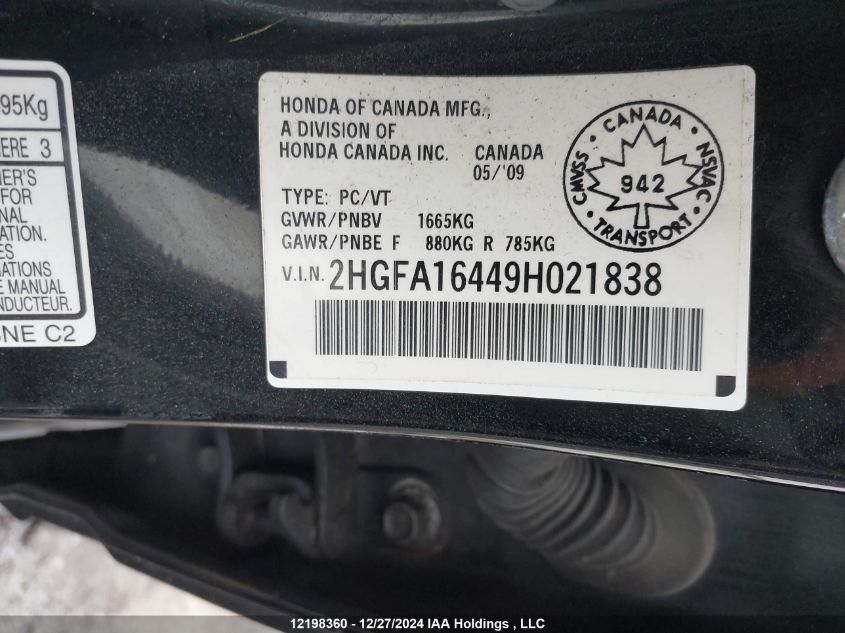 95Kg
ERE 3
ER'S
FOR
NAL
ATION.
ES
ATIONS
E MANUEL
NDUCTEUR.
SNE C2
HONDA OF CANADA MFG.,
A DIVISION OF
HONDA CANADA INC. CANADA
05/'09
TYPE: PC/VT
GVWR/PNBV 1665KG
GAWR/PNBE F 880KG R 785KG
V.I.N. 2HGFA16449H021838
CANADA
CMVSS • NSVAC
942
TRANSPORT
12198360 - 12/27/2024 IAA Holdings , LLC